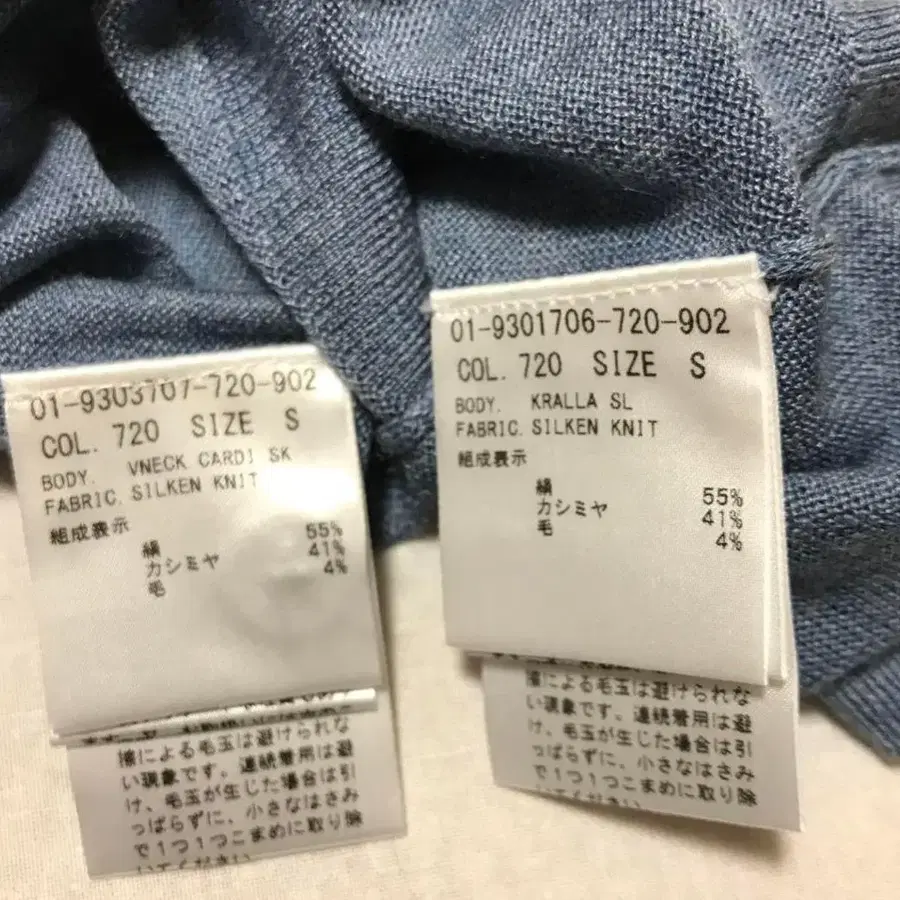 01-9303707-720-902
COL. 720 SIZE S
BODY. VNECK CARDI SK
FABRIC. SILKEN KNIT
組成表示
絹 55%
カシミヤ 41%
毛 4%
擦による毛玉は避けられな
い現象です。連続着用は避
け、毛玉が生じた場合は引
っぱらずに、小さなはさみ
で1つ1つこまめに取り除
いてください
01-9301706-720-902
COL. 720 SIZE S
BODY. KRALLA SL
FABRIC. SILKEN KNIT
組成表示
絹 55%
カシミヤ 41%
毛 4%
擦による毛玉は避けられな
い現象です。連続着用は避
け、毛玉が生じた場合は引
っぱらずに、小さなはさみ
で1つ1つこまめに取り除